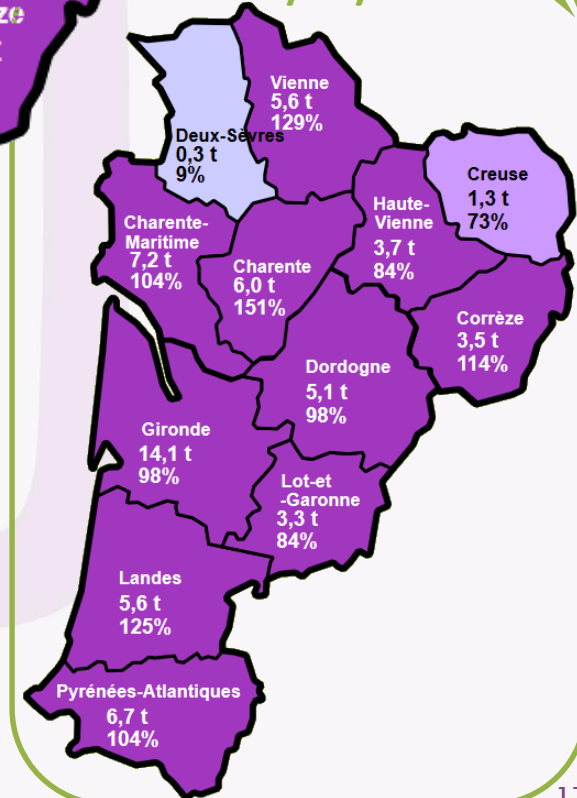 ze
Vienne
5,6 t
129%
Deux-Sèvres
0,3 t
9%
Creuse
1,3 t
73%
Haute-
Vienne
3,7 t
84%
Charente-
Maritime
7,2 t
104%
Charente
6,0 t
151%
Corrèze
3,5 t
114%
Dordogne
5,1 t
98%
Gironde
14,1 t
98%
Lot-et
-Garonne
3,3 t
84%
Landes
5,6 t
125%
Pyrénées-Atlantiques
6,7 t
104%